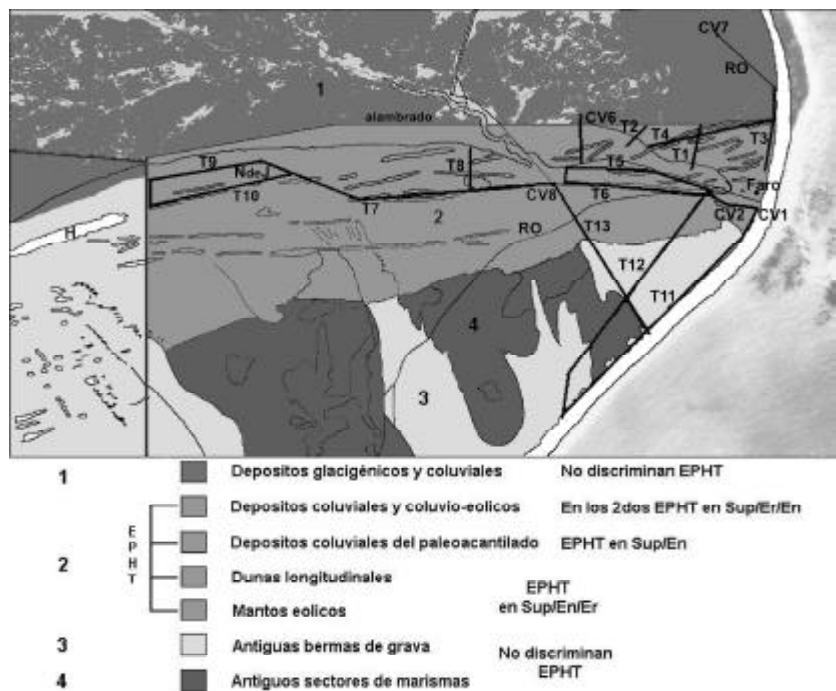 CV7
RO
1
alambrado
CV6
T2
T4
T1
T3
T9
Nde J
T8
T5
T10
T6
Faro
T7
CV8
CV2
CV1
2
H
RO
T13
T12
T11
4
3
1 Depositos glacigénicos y coluviales No discriminan EPHT
Depositos coluviales y coluvio-eolicos En los 2dos EPHT en Sup/Er/En
EPHT
2
Depositos coluviales del paleoacantilado EPHT en Sup/En
Dunas longitudinales
EPHT
en Sup/En/Er
Mantos eolicos
3 Antiguas bermas de grava
No discriminan
EPHT
4 Antiguos sectores de marismas